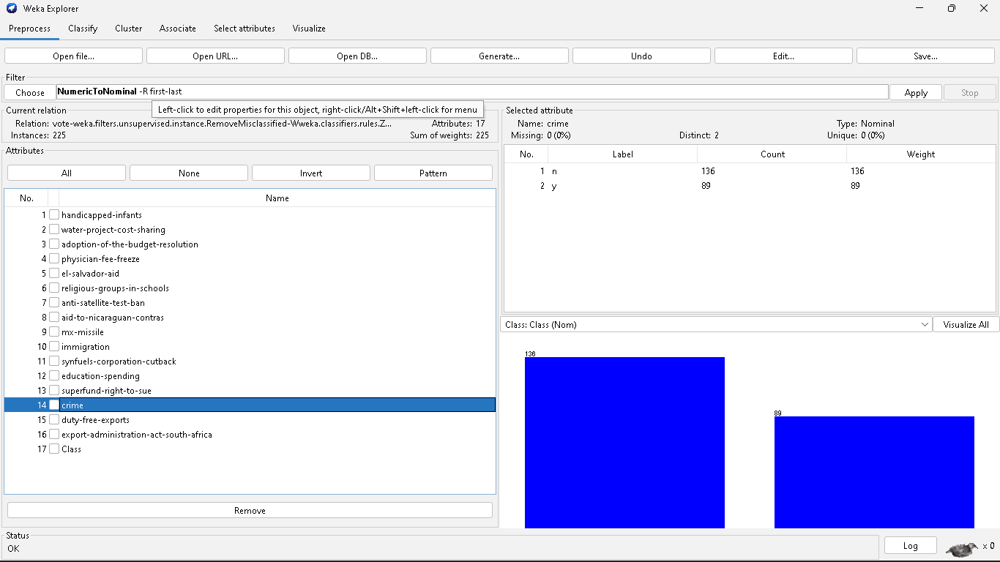 Weka Explorer
Preprocess Classify Cluster Associate Select attributes Visualize
Open file... Open URL... Open DB... Generate... Undo Edit... Save...
Filter
Choose NumericToNominal -R first-last Apply Stop
Left-click to edit properties for this object, right-click/Alt+Shift+left-click for menu
Current relation
Relation: vote-weka.filters.unsupervised.instance.RemoveMisclassified-Wweka.classifiers.rules.Z... Attributes: 17
Instances: 225 Sum of weights: 225
Attributes
All None Invert Pattern
No. Name
1 handicapped-infants
2 water-project-cost-sharing
3 adoption-of-the-budget-resolution
4 physician-fee-freeze
5 el-salvador-aid
6 religious-groups-in-schools
7 anti-satellite-test-ban
8 aid-to-nicaraguan-contras
9 mx-missile
10 immigration
11 synfuels-corporation-cutback
12 education-spending
13 superfund-right-to-sue
14 crime
15 duty-free-exports
16 export-administration-act-south-africa
17 Class
Remove
Selected attribute
Name: crime Type: Nominal
Missing: 0 (0%) Distinct: 2 Unique: 0 (0%)
No. Label Count Weight
1 n 136 136
2 y 89 89
Class: Class (Nom) Visualize All
136
89
Status
OK
Log x 0